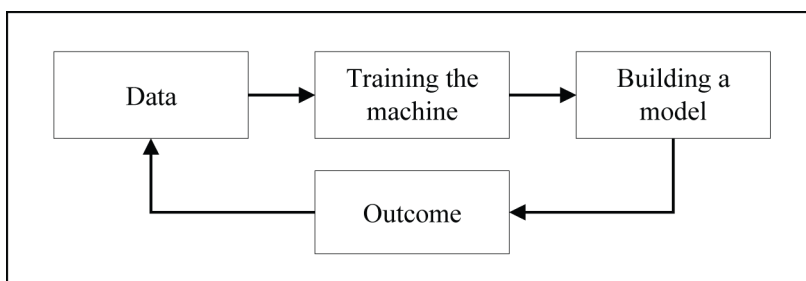 Data
Training the
machine
Building a
model
Outcome